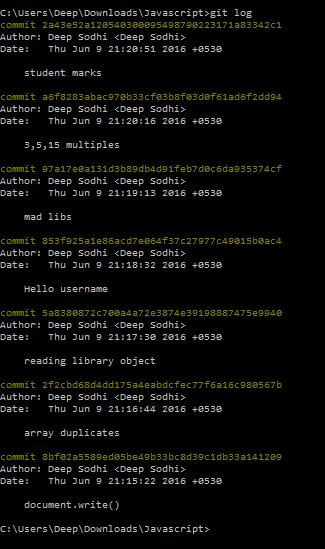 C:\Users\Deep\Downloads\Javascript>git log
commit 2a43e52a120540300095498790223171a83342c1
Author: Deep Sodhi <Deep Sodhi>
Date: Thu Jun 9 21:20:51 2016 +0530
student marks
commit a6f8283abac970b33cf03b8f03d0f61ad6f2dd94
Author: Deep Sodhi <Deep Sodhi>
Date: Thu Jun 9 21:20:16 2016 +0530
3,5,15 multiples
commit 97a17e0a131d3b89db4d91feb7d0c6da935374cf
Author: Deep Sodhi <Deep Sodhi>
Date: Thu Jun 9 21:19:13 2016 +0530
mad libs
commit 853f925a1e86acd7e064f37c27977c49015b0ac4
Author: Deep Sodhi <Deep Sodhi>
Date: Thu Jun 9 21:18:32 2016 +0530
Hello username
commit 5a8380872c700a4a72e3874e39198887475e9940
Author: Deep Sodhi <Deep Sodhi>
Date: Thu Jun 9 21:17:30 2016 +0530
reading library object
commit 2f2cbd68d4dd175a4eabdcfec77f6a16c980567b
Author: Deep Sodhi <Deep Sodhi>
Date: Thu Jun 9 21:16:44 2016 +0530
array duplicates
commit 8bf02a5589ed05be49b33bc8d39c1db33a141209
Author: Deep Sodhi <Deep Sodhi>
Date: Thu Jun 9 21:15:22 2016 +0530
document.write()
C:\Users\Deep\Downloads\Javascript>